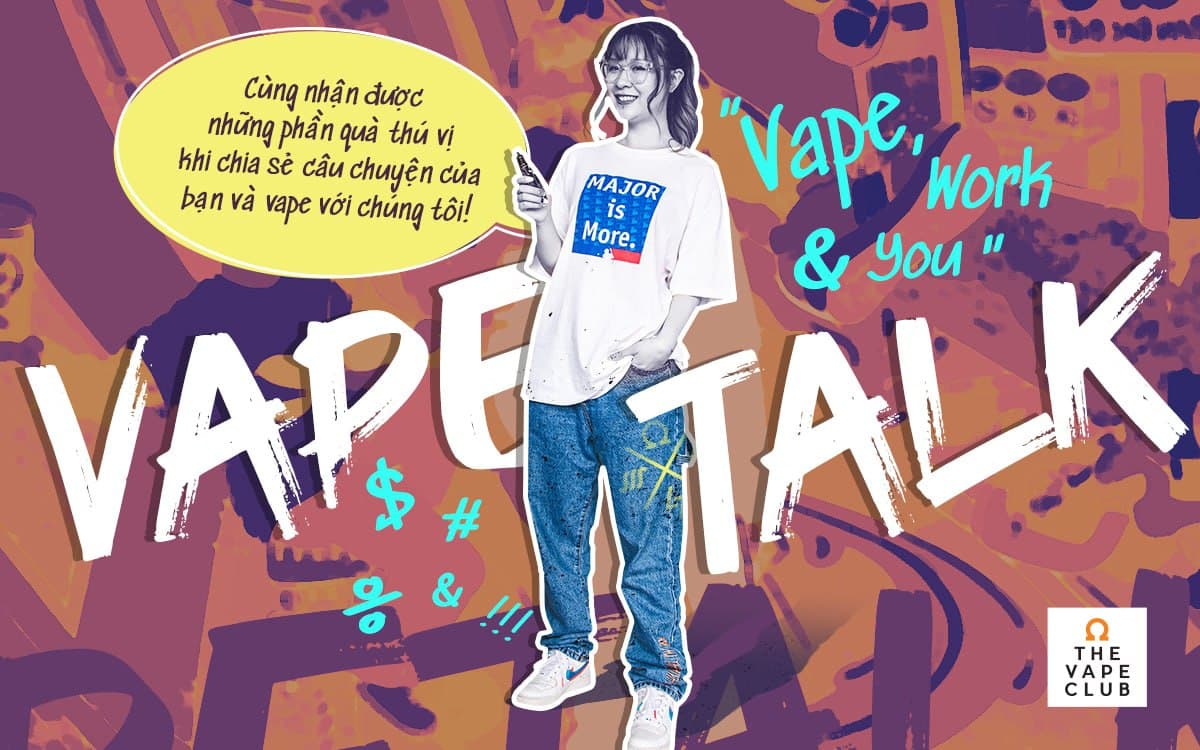 Cùng nhận được
những phần quà thú vị
khi chia sẻ câu chuyện của
bạn và vape với chúng tôi!
"Vape,
Work
& You"
MAJOR
is
More.
VAPE TALK
$ #
% & !!!
Ω
THE
VAPE
CLUB